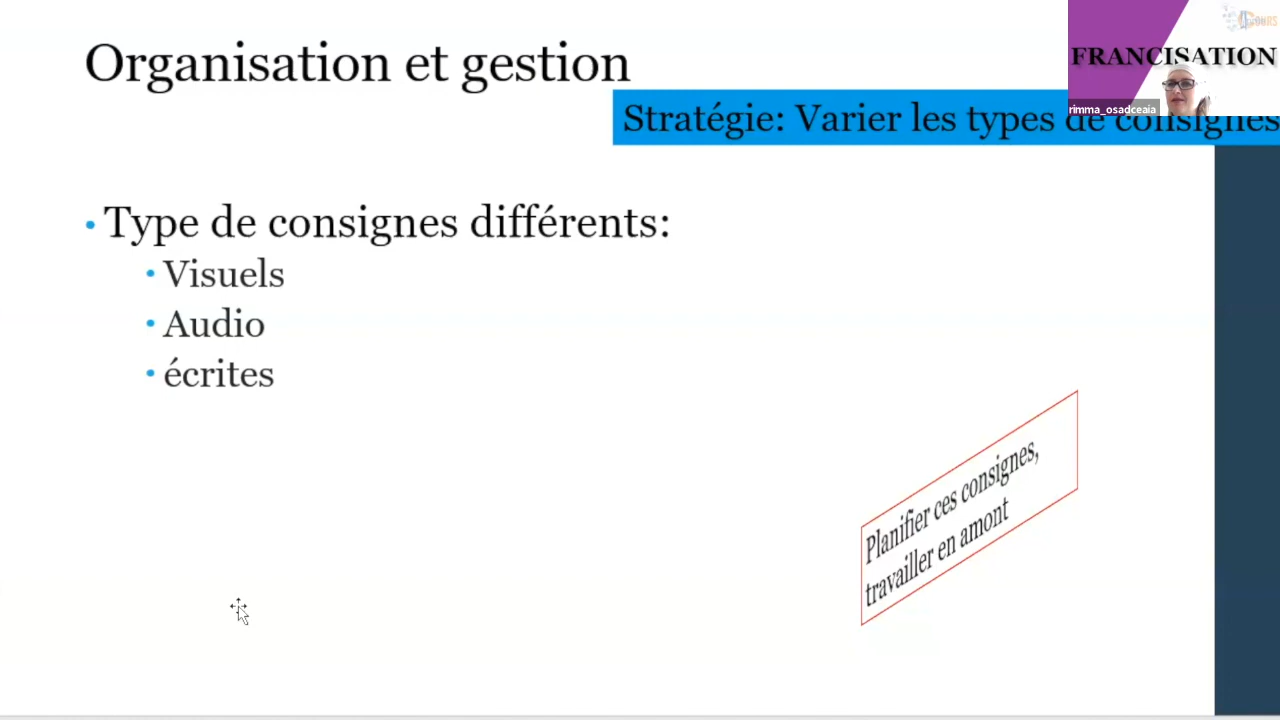 Organisation et gestion
FRANCISATION
rimma_osadceaia
Stratégie: Varier les types de consignes
• Type de consignes différents:
• Visuels
• Audio
• écrites
Planifier ces consignes,
travailler en amont